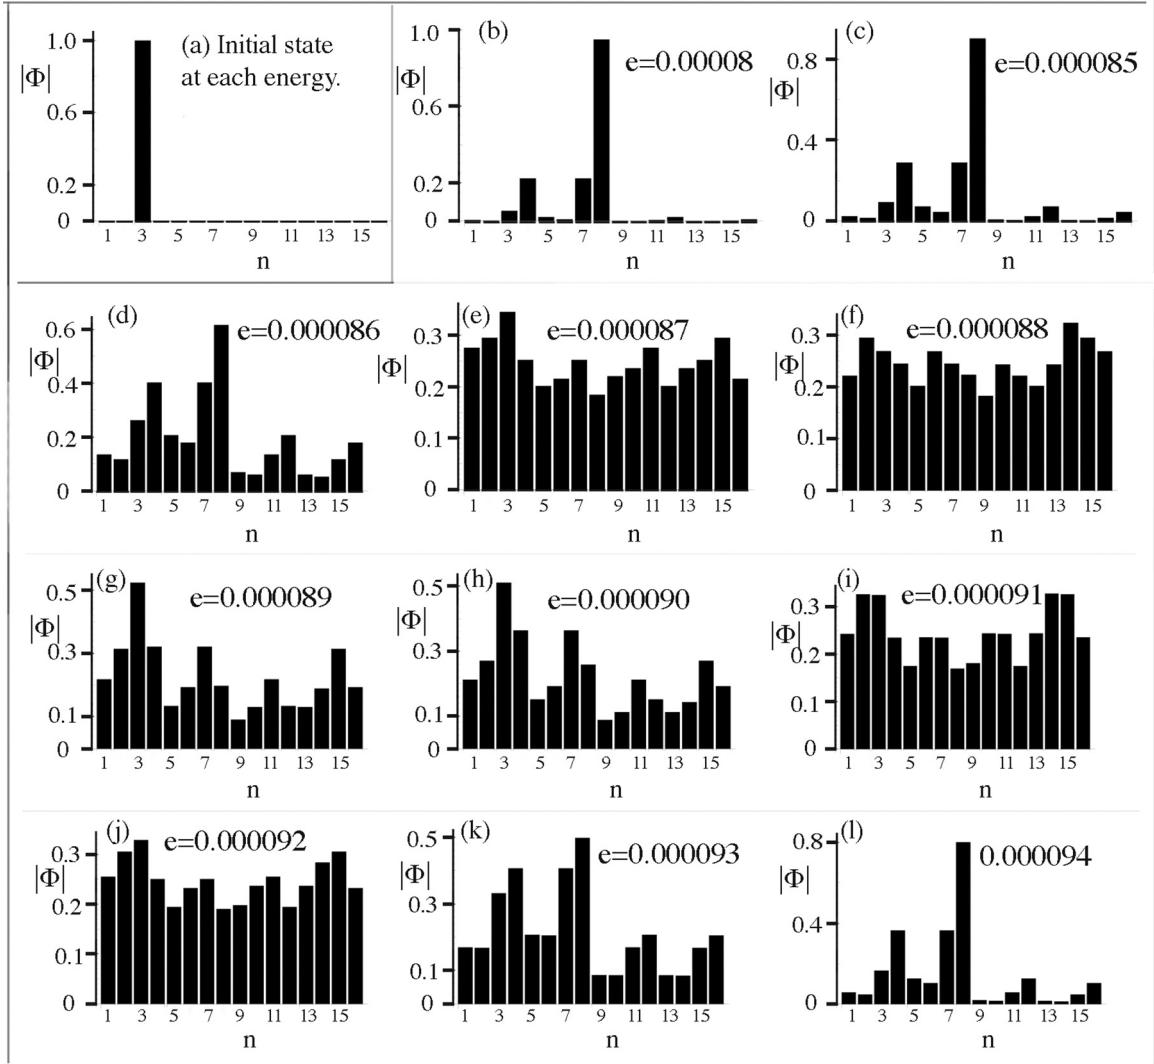 (a) Initial state
at each energy.
|Φ|
1.0
0.6
0.2
0
1 3 5 7 9 11 13 15
n
(b)
e=0.00008
|Φ|
1.0
0.6
0.2
0
1 3 5 7 9 11 13 15
n
(c)
e=0.000085
|Φ|
0.8
0.4
0
1 3 5 7 9 11 13 15
n
(d)
e=0.000086
|Φ|
0.6
0.4
0.2
0
1 3 5 7 9 11 13 15
n
(e)
e=0.000087
|Φ|
0.3
0.2
0.1
0
1 3 5 7 9 11 13 15
n
(f)
e=0.000088
|Φ|
0.3
0.2
0.1
0
1 3 5 7 9 11 13 15
n
(g)
e=0.000089
|Φ|
0.5
0.3
0.1
0
1 3 5 7 9 11 13 15
n
(h)
e=0.000090
|Φ|
0.5
0.3
0.1
0
1 3 5 7 9 11 13 15
n
(i)
e=0.000091
|Φ|
0.3
0.2
0.1
0
1 3 5 7 9 11 13 15
n
(j)
e=0.000092
|Φ|
0.3
0.2
0.1
0
1 3 5 7 9 11 13 15
n
(k)
e=0.000093
|Φ|
0.5
0.3
0.1
0
1 3 5 7 9 11 13 15
n
(l)
0.000094
|Φ|
0.8
0.4
0
1 3 5 7 9 11 13 15
n